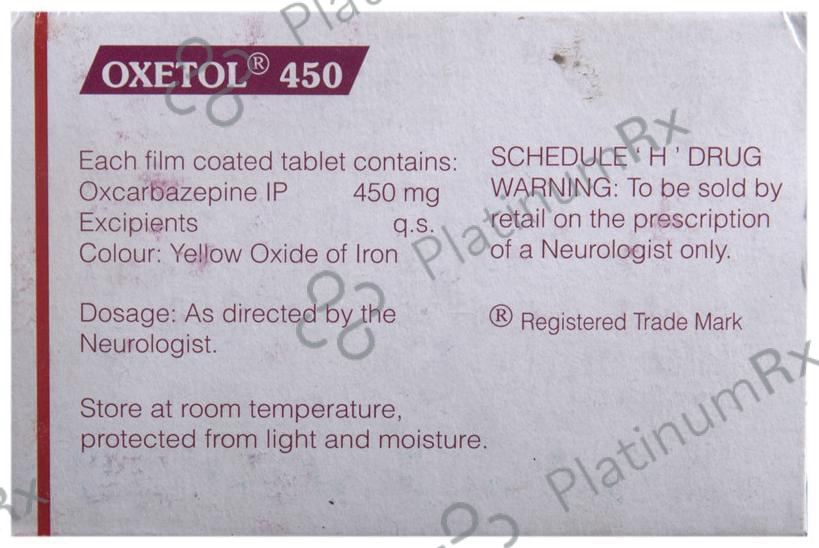 OXETOL® 450
Each film coated tablet contains:
Oxcarbazepine IP 450 mg
Excipients q.s.
Colour: Yellow Oxide of Iron
Dosage: As directed by the
Neurologist.
Store at room temperature,
protected from light and moisture.
SCHEDULE ' H ' DRUG
WARNING: To be sold by
retail on the prescription
of a Neurologist only.
® Registered Trade Mark
PlatinumRx
PlatinumRx
Platinum
Rx